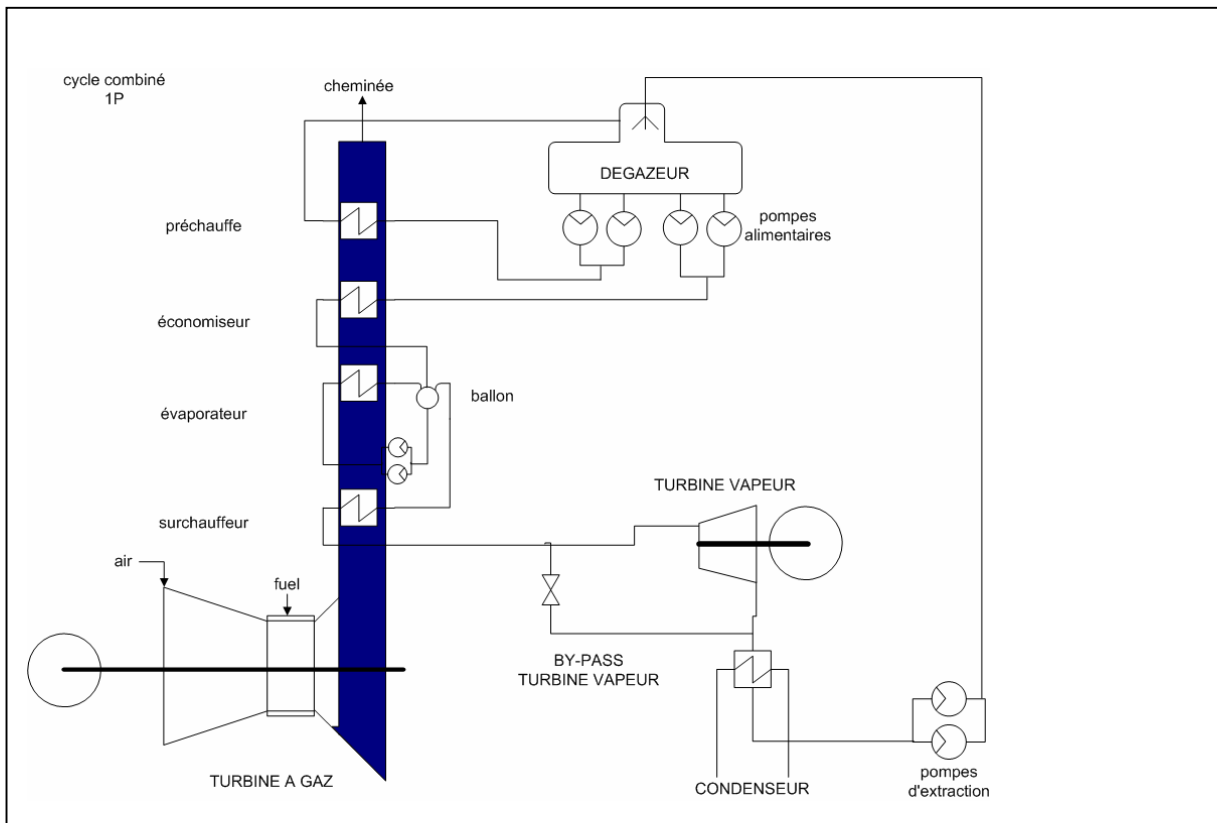 cycle combiné
1P
cheminée
DEGAZEUR
préchauffe
pompes
alimentaires
économiseur
ballon
évaporateur
TURBINE VAPEUR
surchauffeur
air
fuel
BY-PASS
TURBINE VAPEUR
TURBINE A GAZ
CONDENSEUR
pompes
d'extraction